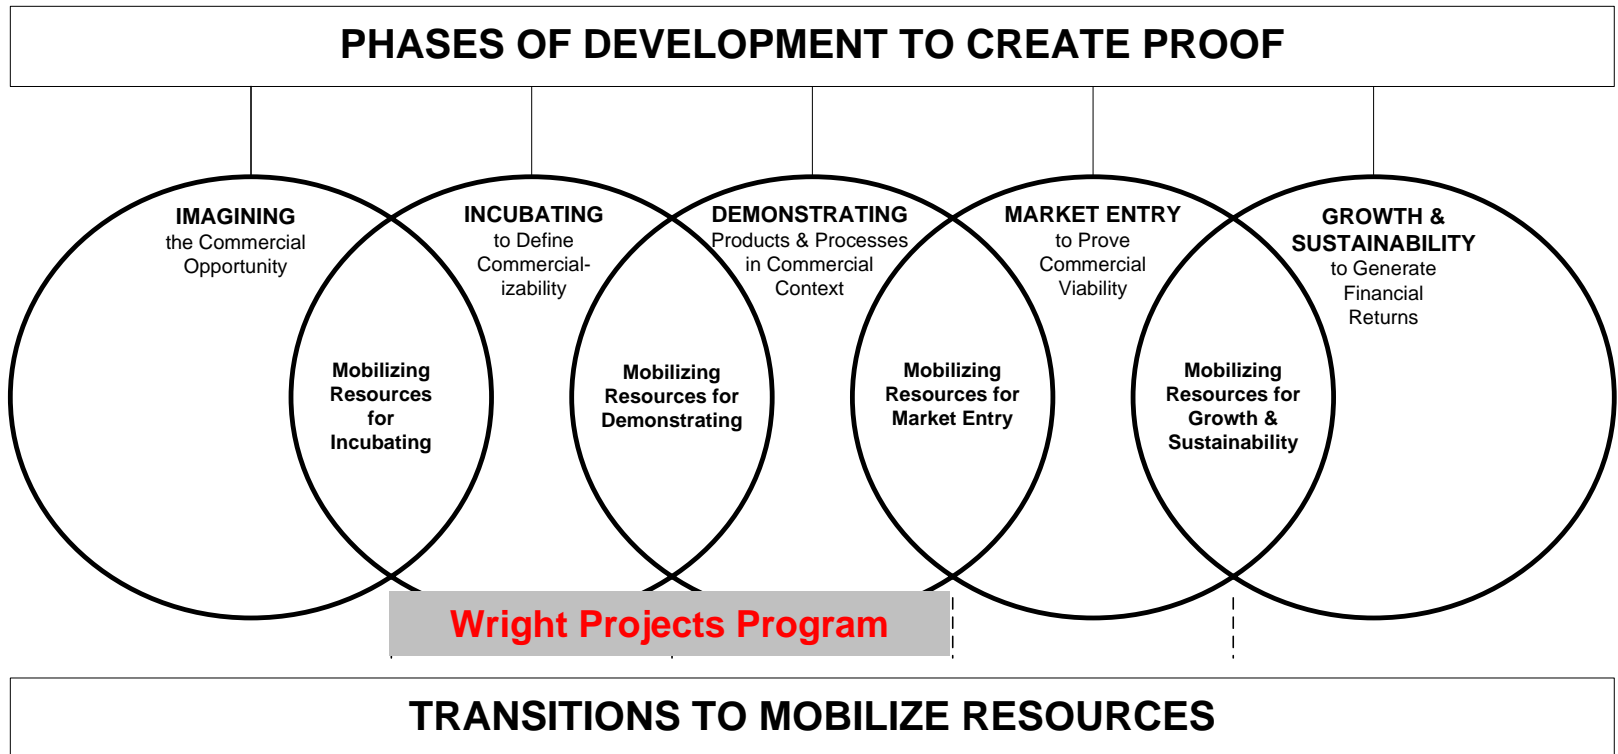 PHASES OF DEVELOPMENT TO CREATE PROOF
IMAGINING
the Commercial
Opportunity
INCUBATING
to Define
Commercial-
izability
DEMONSTRATING
Products & Processes
in Commercial
Context
MARKET ENTRY
to Prove
Commercial
Viability
GROWTH &
SUSTAINABILITY
to Generate
Financial
Returns
Mobilizing
Resources
for
Incubating
Mobilizing
Resources for
Demonstrating
Mobilizing
Resources for
Market Entry
Mobilizing
Resources for
Growth &
Sustainability
Wright Projects Program
TRANSITIONS TO MOBILIZE RESOURCES